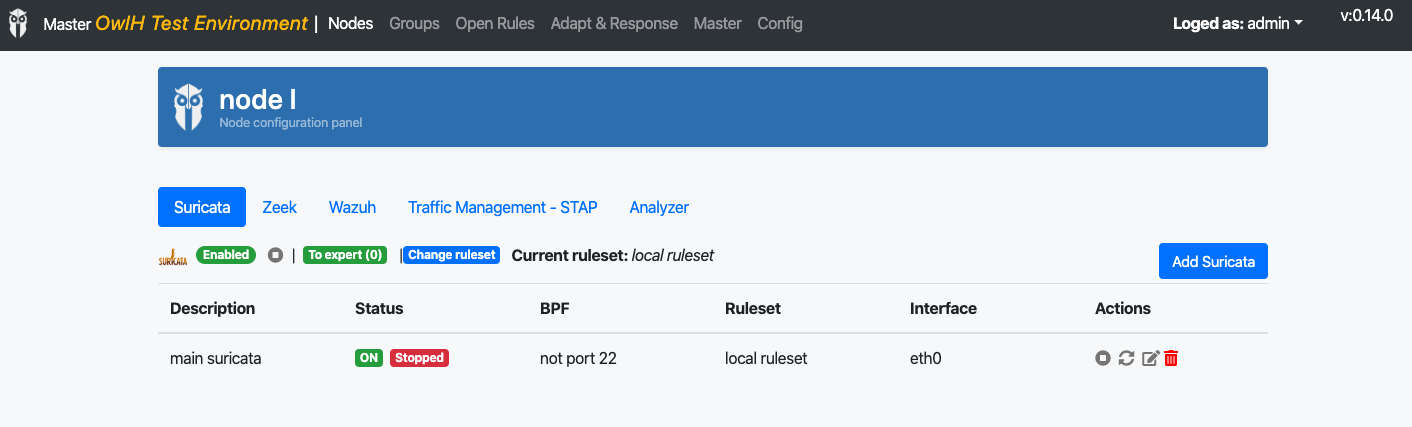 Master OwlH Test Environment | Nodes Groups Open Rules Adapt & Response Master Config Loged as: admin v:0.14.0
node I
Node configuration panel
Suricata Zeek Wazuh Traffic Management - STAP Analyzer
SURICATA Enabled | To expert (0) |Change ruleset Current ruleset: local ruleset Add Suricata
Description Status BPF Ruleset Interface Actions
main suricata ON Stopped not port 22 local ruleset eth0